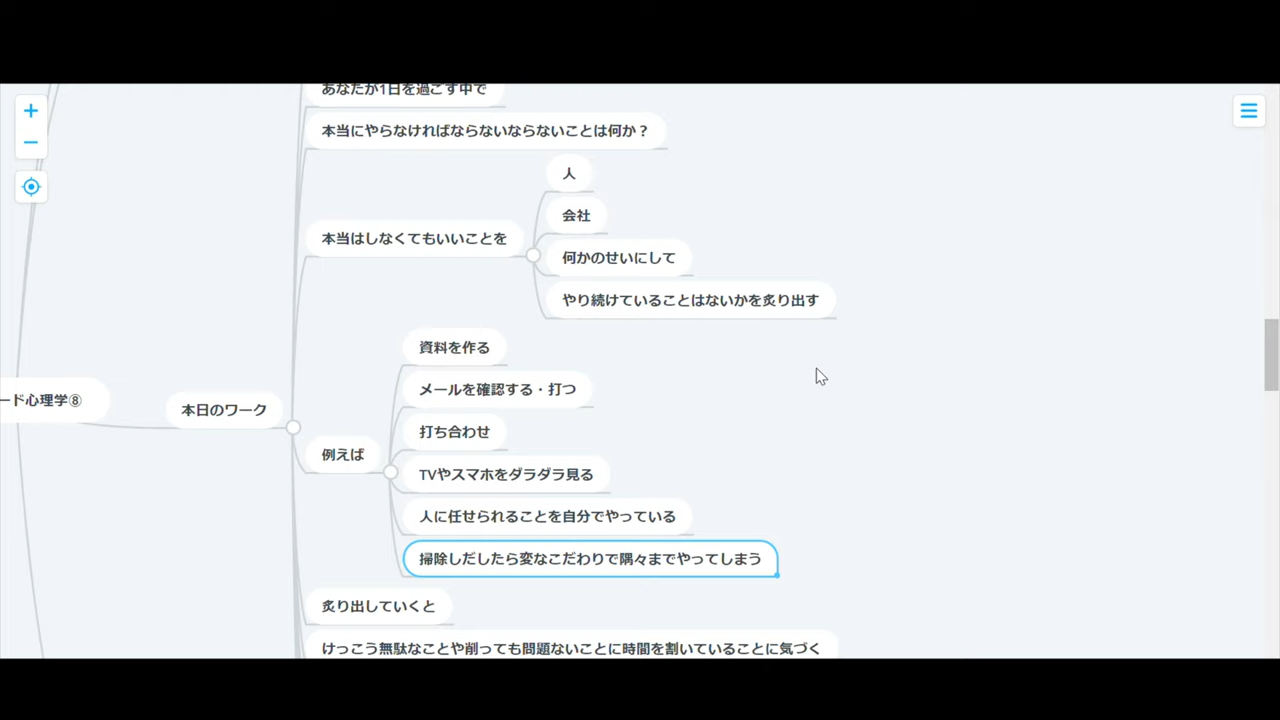 あなたが1日を過ごす中で
本当にやらなければならないならないことは何か？
人
会社
本当はしなくてもいいことを
何かのせいにして
やり続けていることはないかを炙り出す
資料を作る
メールを確認する・打つ
ード心理学⑧
本日のワーク
打ち合わせ
例えば
TVやスマホをダラダラ見る
人に任せられることを自分でやっている
掃除しだしたら変なこだわりで隅々までやってしまう
炙り出していくと
けっこう無駄なことや削っても問題ないことに時間を割いていることに気づく